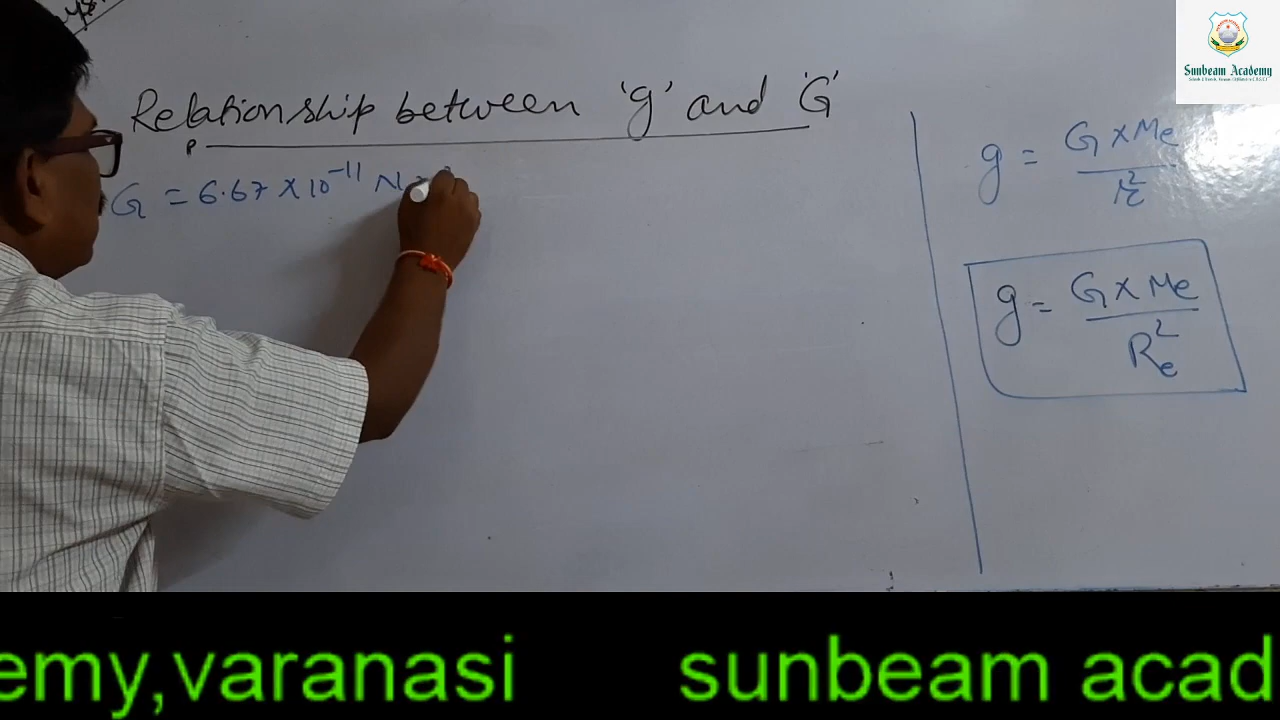 Relationship between 'g' and 'G'
G = 6.67 × 10⁻¹¹ N
g = G × Me / r²
g = G × Me / Re²
Sunbeam Academy
emy,varanasi sunbeam acad